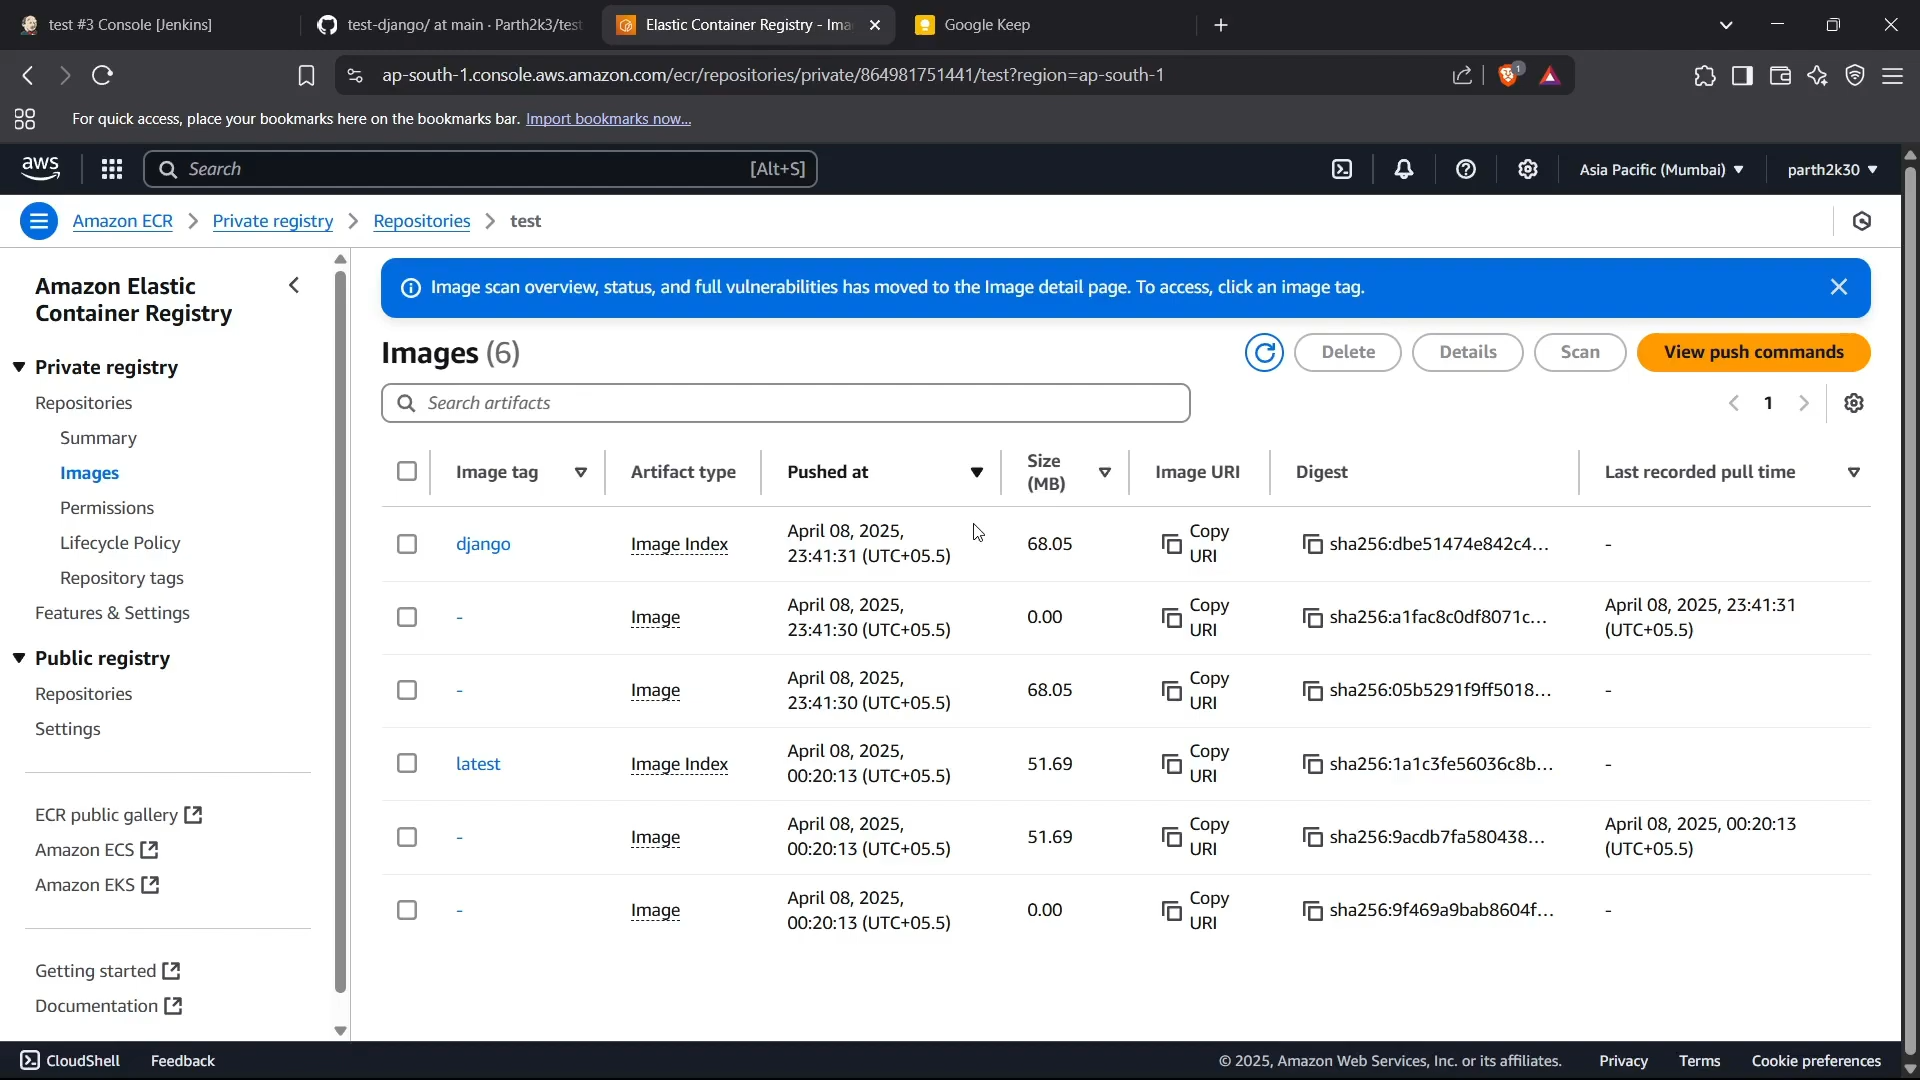 test #3 Console [Jenkins]
test-django/ at main · Parth2k3/test
Elastic Container Registry - Ima
Google Keep
ap-south-1.console.aws.amazon.com/ecr/repositories/private/864981751441/test?region=ap-south-1
1
For quick access, place your bookmarks here on the bookmarks bar. Import bookmarks now...
aws
Search
[Alt+S]
Asia Pacific (Mumbai)
parth2k30
Amazon ECR
Private registry
Repositories
test
Amazon Elastic
Container Registry
Private registry
Repositories
Summary
Images
Permissions
Lifecycle Policy
Repository tags
Features & Settings
Public registry
Repositories
Settings
ECR public gallery
Amazon ECS
Amazon EKS
Getting started
Documentation
Image scan overview, status, and full vulnerabilities has moved to the Image detail page. To access, click an image tag.
Images (6)
Delete
Details
Scan
View push commands
Search artifacts
1
Image tag
Artifact type
Pushed at
Size
(MB)
Image URI
Digest
Last recorded pull time
django
Image Index
April 08, 2025,
23:41:31 (UTC+05.5)
68.05
Copy
URI
sha256:dbe51474e842c4...
-
-
Image
April 08, 2025,
23:41:30 (UTC+05.5)
0.00
Copy
URI
sha256:a1fac8c0df8071c...
April 08, 2025, 23:41:31
(UTC+05.5)
-
Image
April 08, 2025,
23:41:30 (UTC+05.5)
68.05
Copy
URI
sha256:05b5291f9ff5018...
-
latest
Image Index
April 08, 2025,
00:20:13 (UTC+05.5)
51.69
Copy
URI
sha256:1a1c3fe56036c8b...
-
-
Image
April 08, 2025,
00:20:13 (UTC+05.5)
51.69
Copy
URI
sha256:9acdb7fa580438...
April 08, 2025, 00:20:13
(UTC+05.5)
-
Image
April 08, 2025,
00:20:13 (UTC+05.5)
0.00
Copy
URI
sha256:9f469a9bab8604f...
-
CloudShell
Feedback
© 2025, Amazon Web Services, Inc. or its affiliates.
Privacy
Terms
Cookie preferences